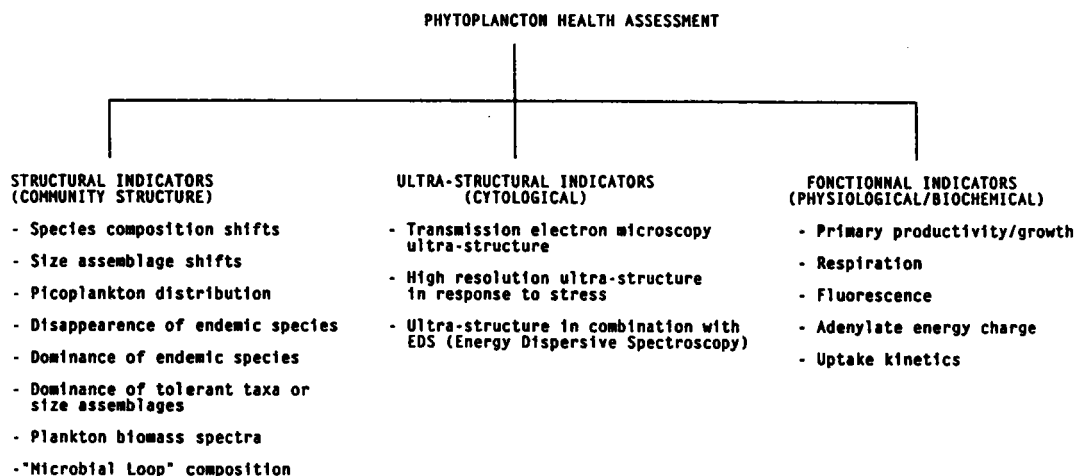 PHYTOPLANCTON HEALTH ASSESSMENT
STRUCTURAL INDICATORS
(COMMUNITY STRUCTURE)
- Species composition shifts
- Size assemblage shifts
- Picoplankton distribution
- Disappearence of endemic species
- Dominance of endemic species
- Dominance of tolerant taxa or
size assemblages
- Plankton biomass spectra
-"Microbial Loop" composition
ULTRA-STRUCTURAL INDICATORS
(CYTOLOGICAL)
- Transmission electron microscopy
ultra-structure
- High resolution ultra-structure
in response to stress
- Ultra-structure in combination with
EDS (Energy Dispersive Spectroscopy)
FONCTIONNAL INDICATORS
(PHYSIOLOGICAL/BIOCHEMICAL)
- Primary productivity/growth
- Respiration
- Fluorescence
- Adenylate energy charge
- Uptake kinetics